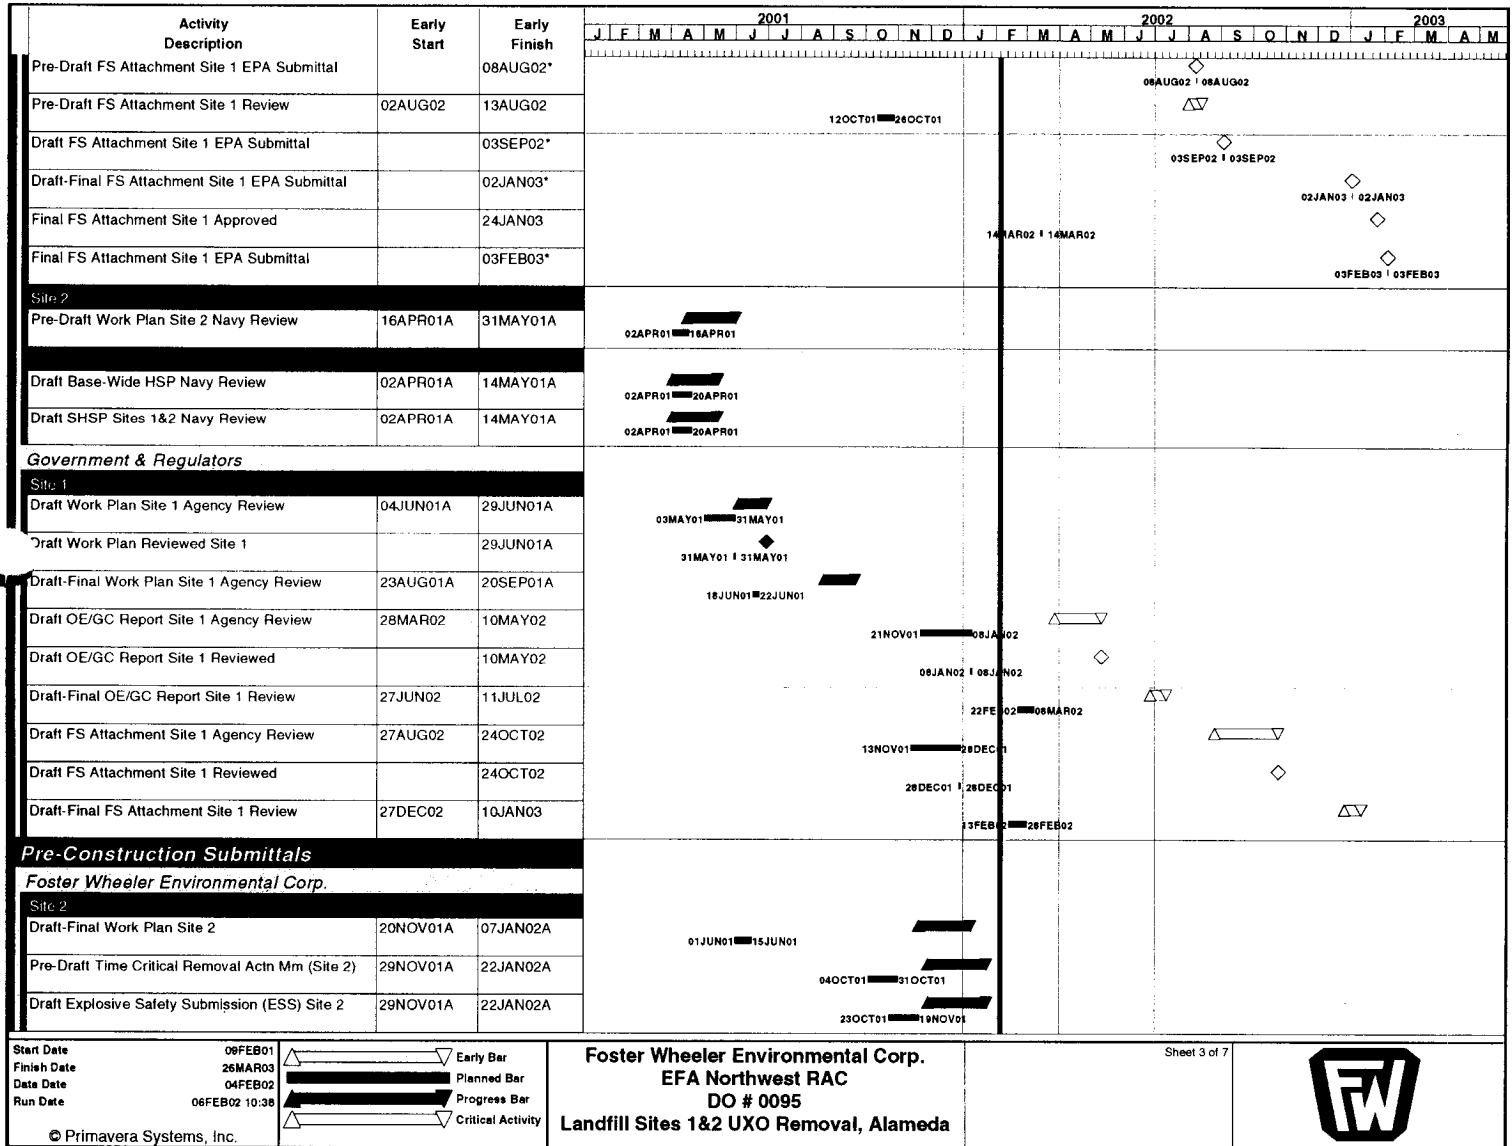 Activity Description Early Start Early Finish
2001 2002 2003
J F M A M J J A S O N D J F M A M J J A S O N D J F M A M
Pre-Draft FS Attachment Site 1 EPA Submittal 08AUG02*
08AUG02 08AUG02
Pre-Draft FS Attachment Site 1 Review 02AUG02 13AUG02
12OCT01 26OCT01
Draft FS Attachment Site 1 EPA Submittal 03SEP02*
03SEP02 03SEP02
Draft-Final FS Attachment Site 1 EPA Submittal 02JAN03*
02JAN03 02JAN03
Final FS Attachment Site 1 Approved 24JAN03
14MAR02 14MAR02
Final FS Attachment Site 1 EPA Submittal 03FEB03*
03FEB03 03FEB03
Site 2
Pre-Draft Work Plan Site 2 Navy Review 16APR01A 31MAY01A
02APR01 16APR01
Draft Base-Wide HSP Navy Review 02APR01A 14MAY01A
02APR01 20APR01
Draft SHSP Sites 1&2 Navy Review 02APR01A 14MAY01A
02APR01 20APR01
Government & Regulators
Site 1
Draft Work Plan Site 1 Agency Review 04JUN01A 29JUN01A
03MAY01 31MAY01
Draft Work Plan Reviewed Site 1 29JUN01A
31MAY01 31MAY01
Draft-Final Work Plan Site 1 Agency Review 23AUG01A 20SEP01A
18JUN01 22JUN01
Draft OE/GC Report Site 1 Agency Review 28MAR02 10MAY02
21NOV01 08JAN02
Draft OE/GC Report Site 1 Reviewed 10MAY02
08JAN02 08JAN02
Draft-Final OE/GC Report Site 1 Review 27JUN02 11JUL02
22FEB02 08MAR02
Draft FS Attachment Site 1 Agency Review 27AUG02 24OCT02
13NOV01 28DEC01
Draft FS Attachment Site 1 Reviewed 24OCT02
28DEC01 28DEC01
Draft-Final FS Attachment Site 1 Review 27DEC02 10JAN03
13FEB02 28FEB02
Pre-Construction Submittals
Foster Wheeler Environmental Corp.
Site 2
Draft-Final Work Plan Site 2 20NOV01A 07JAN02A
01JUN01 15JUN01
Pre-Draft Time Critical Removal Actn Mm (Site 2) 29NOV01A 22JAN02A
04OCT01 31OCT01
Draft Explosive Safety Submission (ESS) Site 2 29NOV01A 22JAN02A
23OCT01 19NOV01
Start Date 09FEB01
Finish Date 26MAR03
Data Date 04FEB02
Run Date 06FEB02 10:38
© Primavera Systems, Inc.
Early Bar
Planned Bar
Progress Bar
Critical Activity
Foster Wheeler Environmental Corp.
EFA Northwest RAC
DO # 0095
Landfill Sites 1&2 UXO Removal, Alameda
Sheet 3 of 7
FW